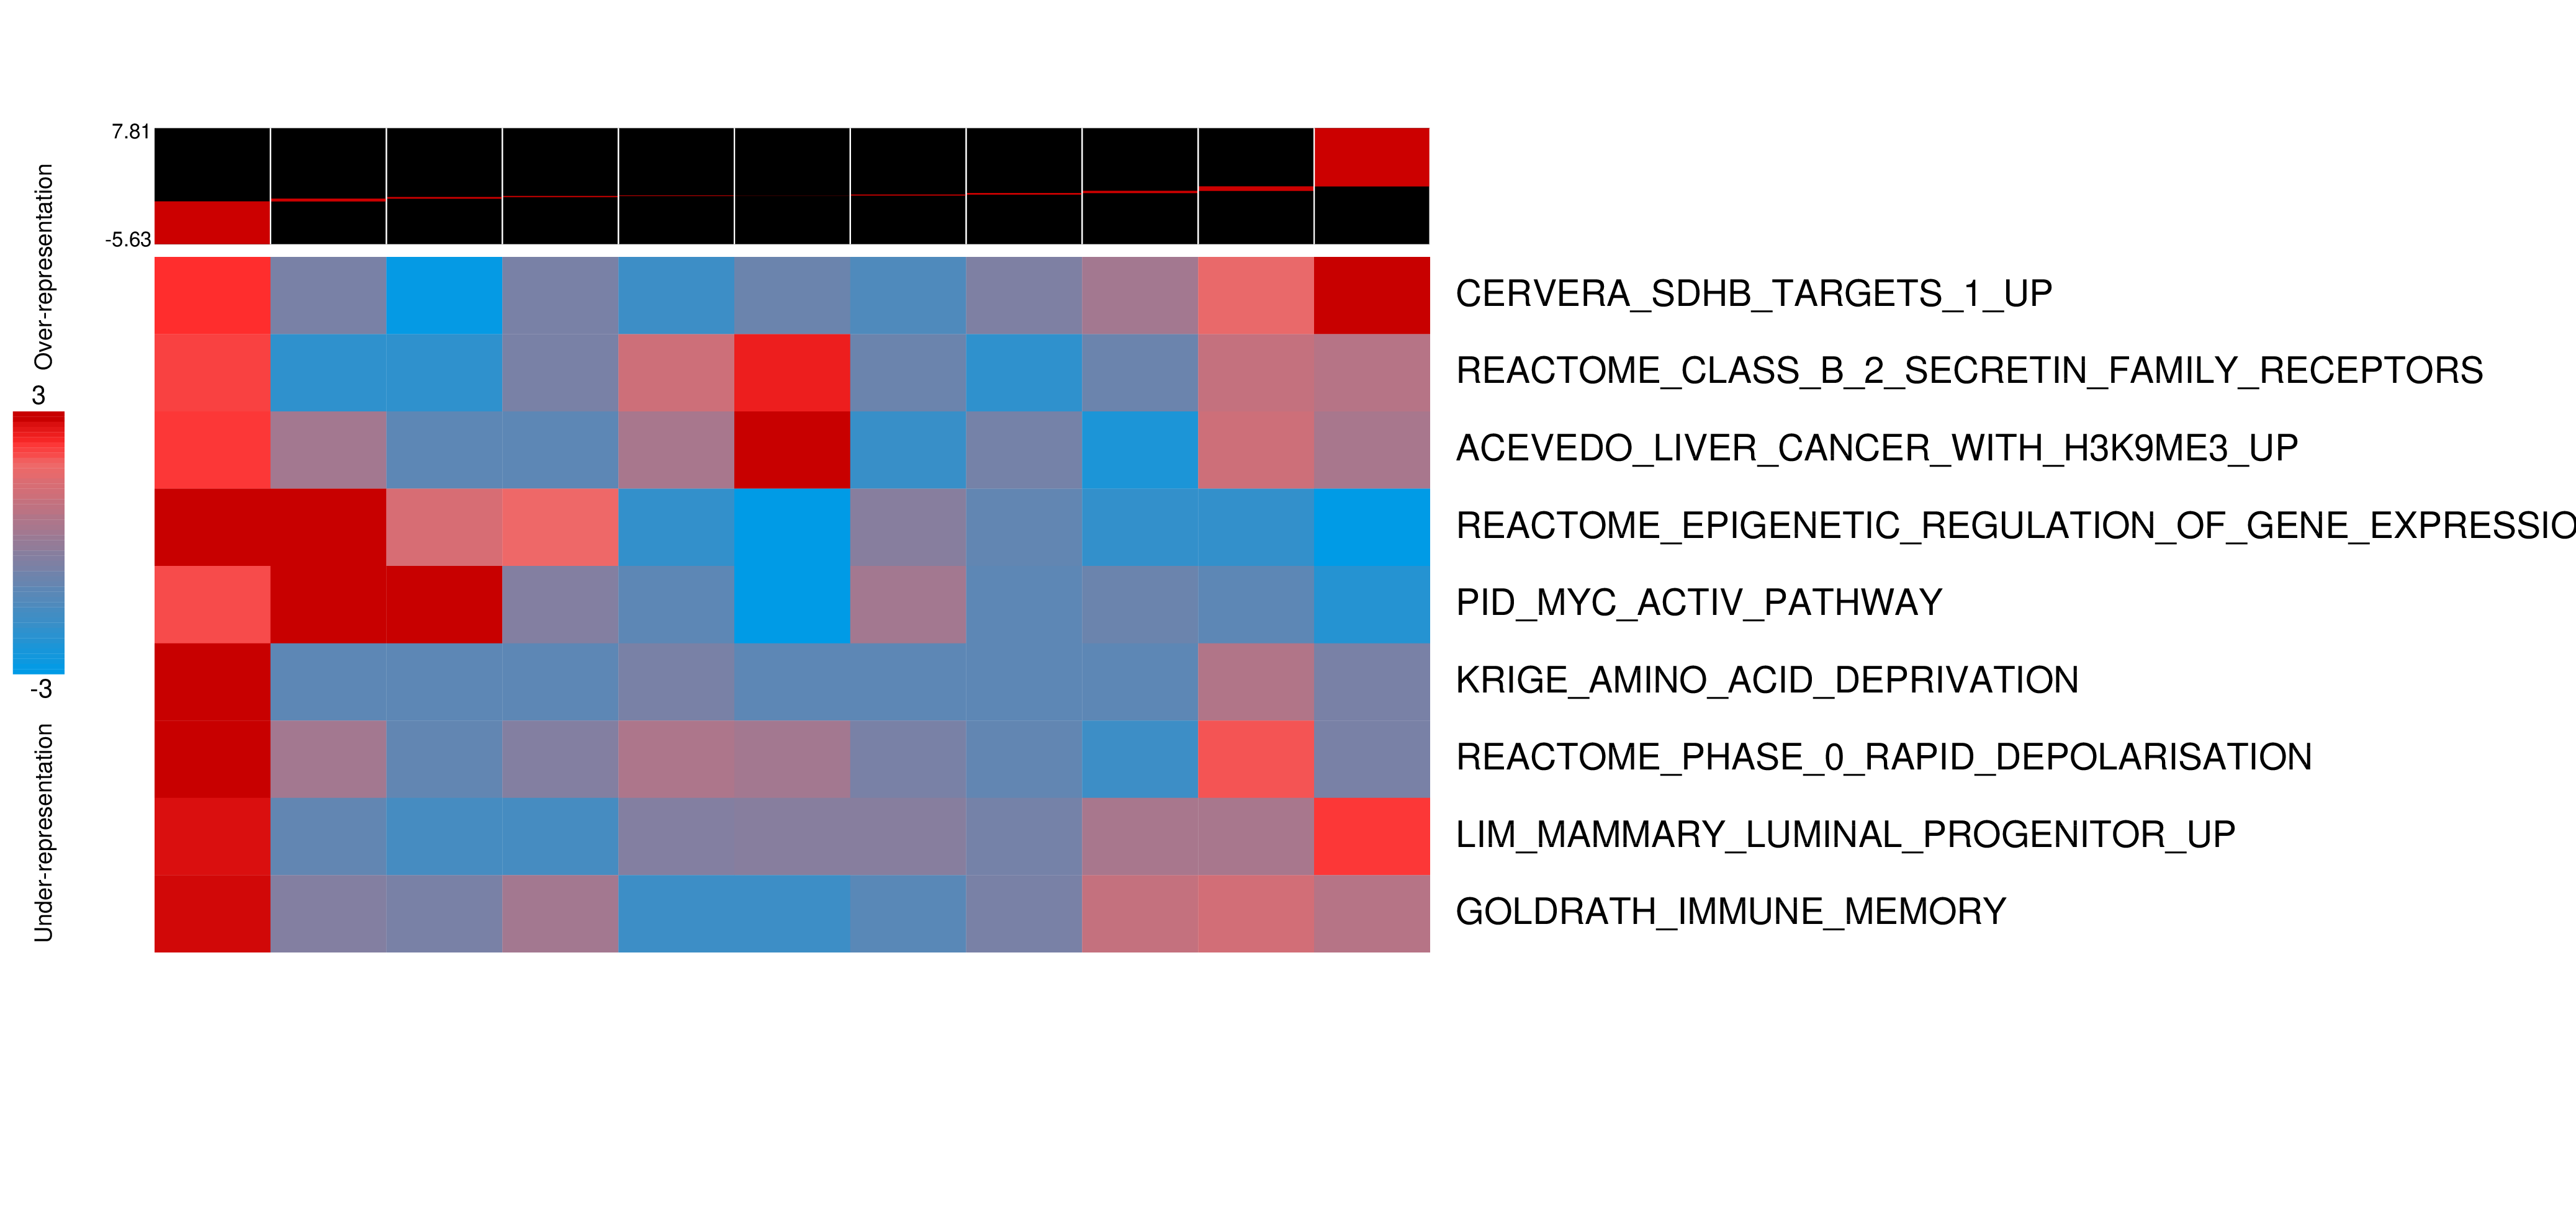 7.81
-5.63
Over-representation
3
-3
Under-representation
CERVERA_SDHB_TARGETS_1_UP
REACTOME_CLASS_B_2_SECRETIN_FAMILY_RECEPTORS
ACEVEDO_LIVER_CANCER_WITH_H3K9ME3_UP
REACTOME_EPIGENETIC_REGULATION_OF_GENE_EXPRESSIO
PID_MYC_ACTIV_PATHWAY
KRIGE_AMINO_ACID_DEPRIVATION
REACTOME_PHASE_0_RAPID_DEPOLARISATION
LIM_MAMMARY_LUMINAL_PROGENITOR_UP
GOLDRATH_IMMUNE_MEMORY